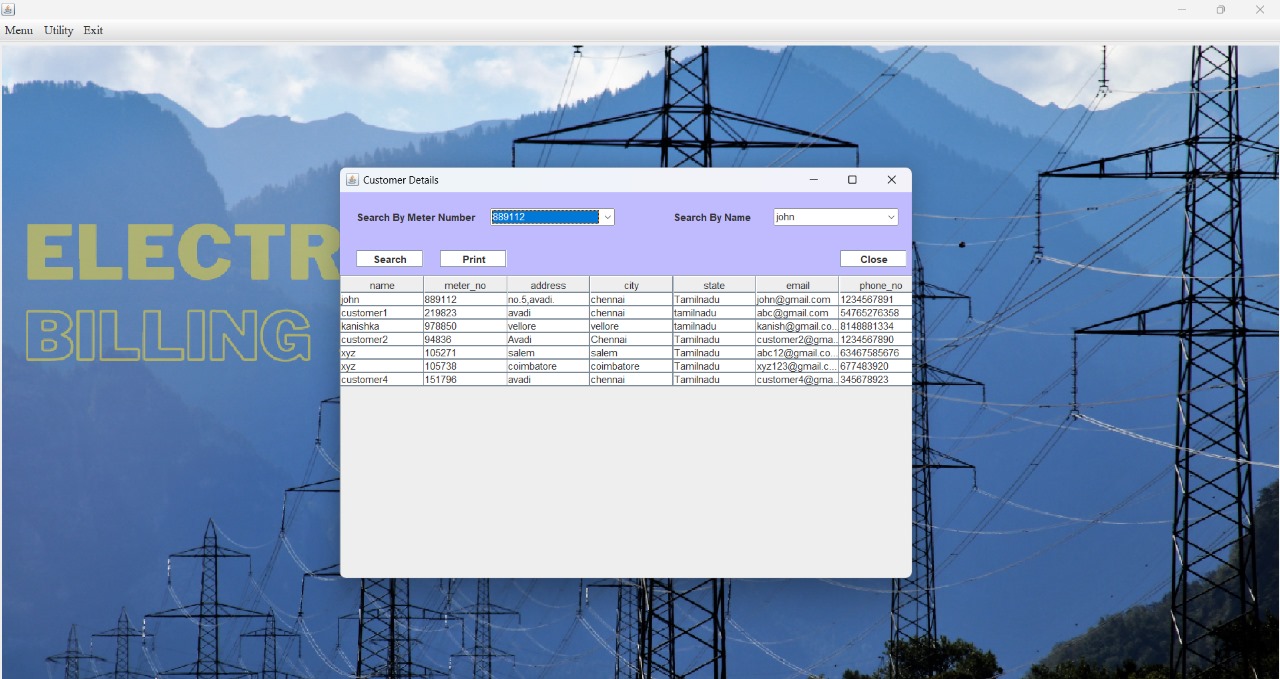 Menu Utility Exit
ELECTR
BILLING
Customer Details
Search By Meter Number 889112 Search By Name john
Search Print Close
name meter_no address city state email phone_no
john 889112 no.5,avadi. chennai Tamilnadu john@gmail.com 1234567891
customer1 219823 avadi chennai tamilnadu abc@gmail.com 54765276358
kanishka 978850 vellore vellore tamilnadu kanish@gmail.co... 8148881334
customer2 94836 Avadi Chennai Tamilnadu customer2@gma... 1234567890
xyz 105271 salem salem Tamilnadu abc12@gmail.co... 63467585676
xyz 105738 coimbatore coimbatore Tamilnadu xyz123@gmail.c... 677483920
customer4 151796 avadi chennai Tamilnadu customer4@gma... 345678923